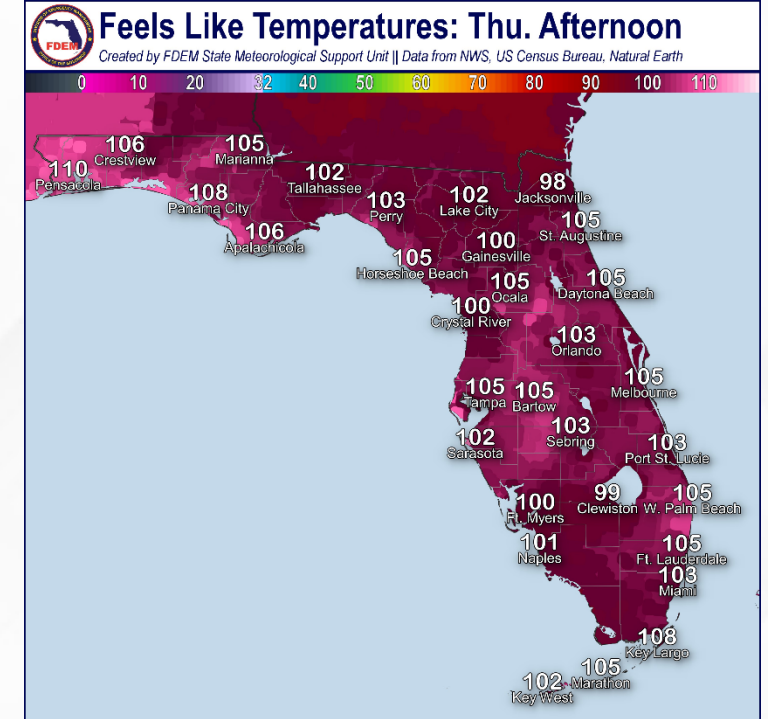 FDEM
Feels Like Temperatures: Thu. Afternoon
Created by FDEM State Meteorological Support Unit || Data from NWS, US Census Bureau, Natural Earth
0 10 20 32 40 50 60 70 80 90 100 110
106
Crestview
105
Marianna
110
Pensacola
108
Panama City
102
Tallahassee
103
Perry
102
Lake City
98
Jacksonville
106
Apalachicola
105
St. Augustine
100
Gainesville
105
Horseshoe Beach
105
Ocala
105
Daytona Beach
100
Crystal River
103
Orlando
105
Tampa
105
Bartow
105
Melbourne
102
Sarasota
103
Sebring
103
Port St. Lucie
100
Ft. Myers
99
Clewiston
105
W. Palm Beach
101
Naples
105
Ft. Lauderdale
103
Miami
108
Key Largo
105
Marathon
102
Key West